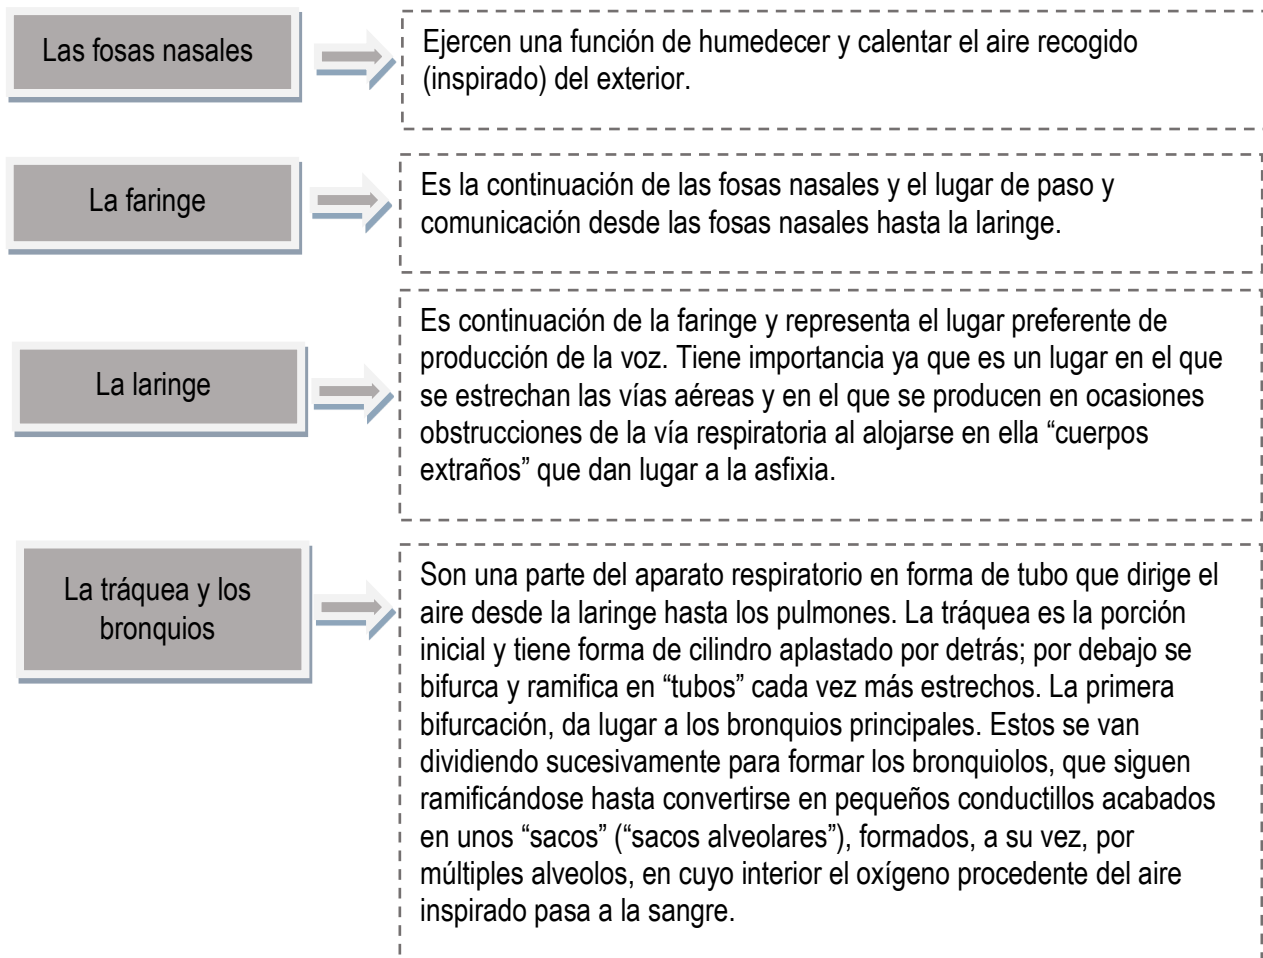 Las fosas nasales
Ejercen una función de humedecer y calentar el aire recogido
(inspirado) del exterior.
La faringe
Es la continuación de las fosas nasales y el lugar de paso y
comunicación desde las fosas nasales hasta la laringe.
La laringe
Es continuación de la faringe y representa el lugar preferente de
producción de la voz. Tiene importancia ya que es un lugar en el que
se estrechan las vías aéreas y en el que se producen en ocasiones
obstrucciones de la vía respiratoria al alojarse en ella “cuerpos
extraños” que dan lugar a la asfixia.
La tráquea y los
bronquios
Son una parte del aparato respiratorio en forma de tubo que dirige el
aire desde la laringe hasta los pulmones. La tráquea es la porción
inicial y tiene forma de cilindro aplastado por detrás; por debajo se
bifurca y ramifica en “tubos” cada vez más estrechos. La primera
bifurcación, da lugar a los bronquios principales. Estos se van
dividiendo sucesivamente para formar los bronquiolos, que siguen
ramificándose hasta convertirse en pequeños conductillos acabados
en unos “sacos” (“sacos alveolares”), formados, a su vez, por
múltiples alveolos, en cuyo interior el oxígeno procedente del aire
inspirado pasa a la sangre.